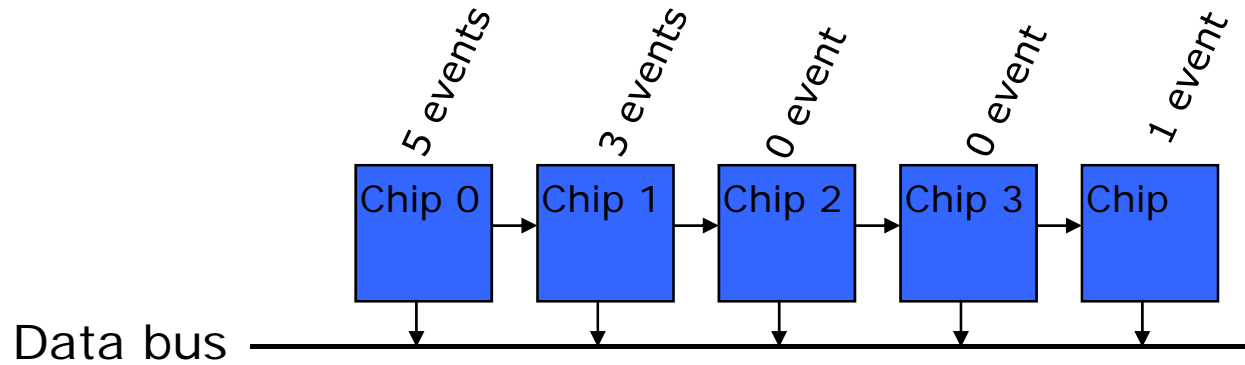 5 events
3 events
0 event
0 event
1 event
Chip 0
Chip 1
Chip 2
Chip 3
Chip
Data bus